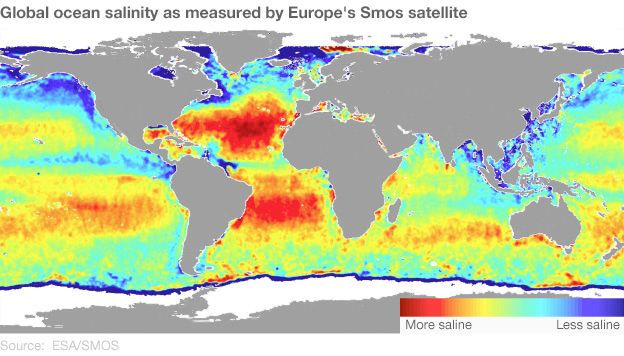 Global ocean salinity as measured by Europe's Smos satellite
More saline Less saline
Source: ESA/SMOS